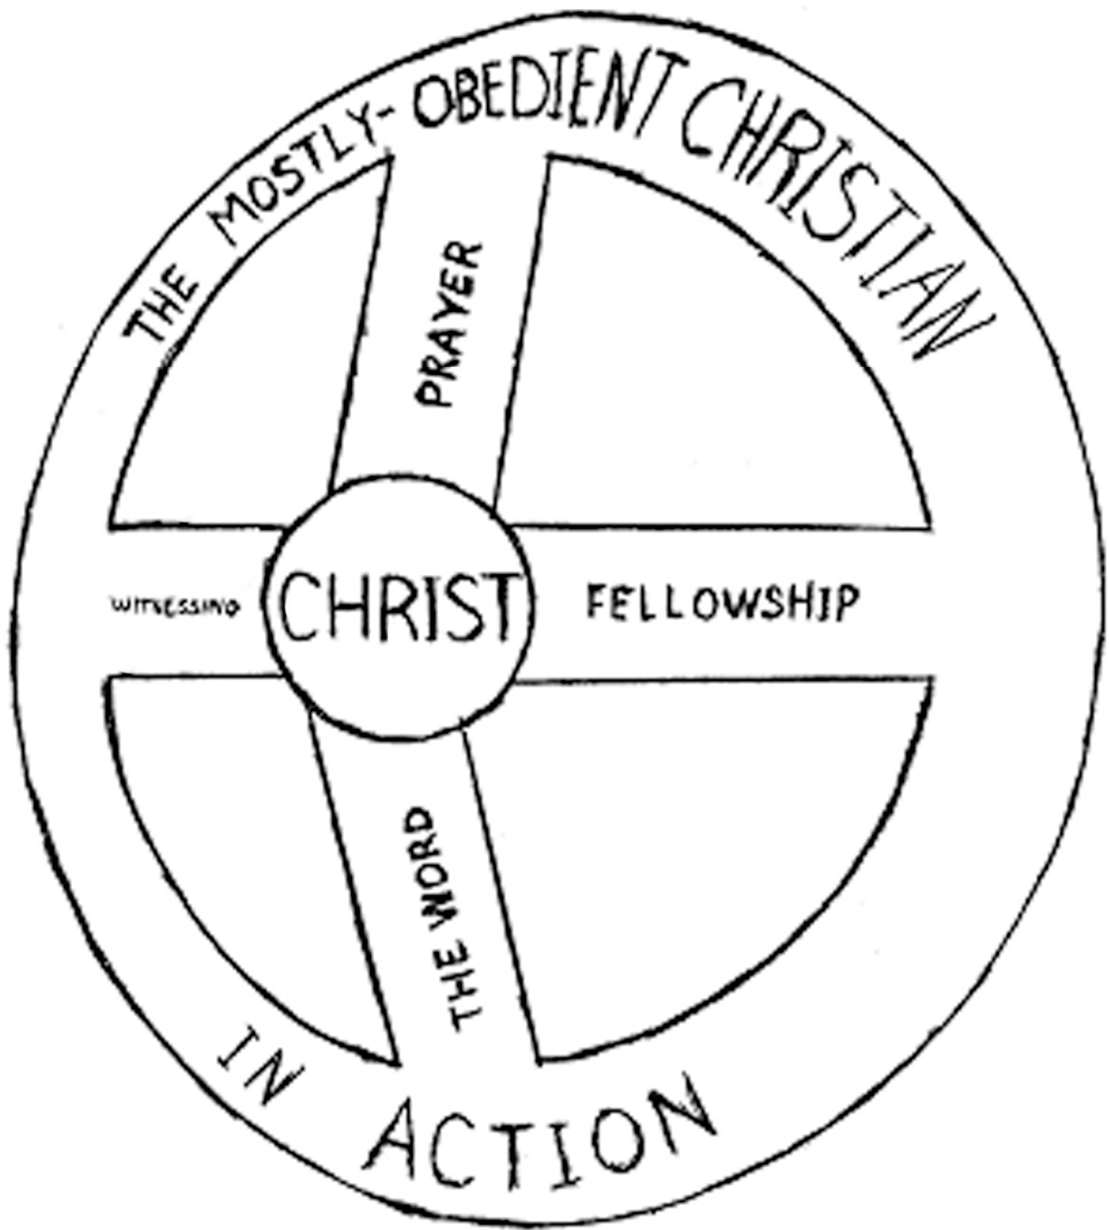 THE MOSTLY-OBEDIENT CHRISTIAN
PRAYER
WITNESSING
CHRIST
FELLOWSHIP
THE WORD
IN ACTION